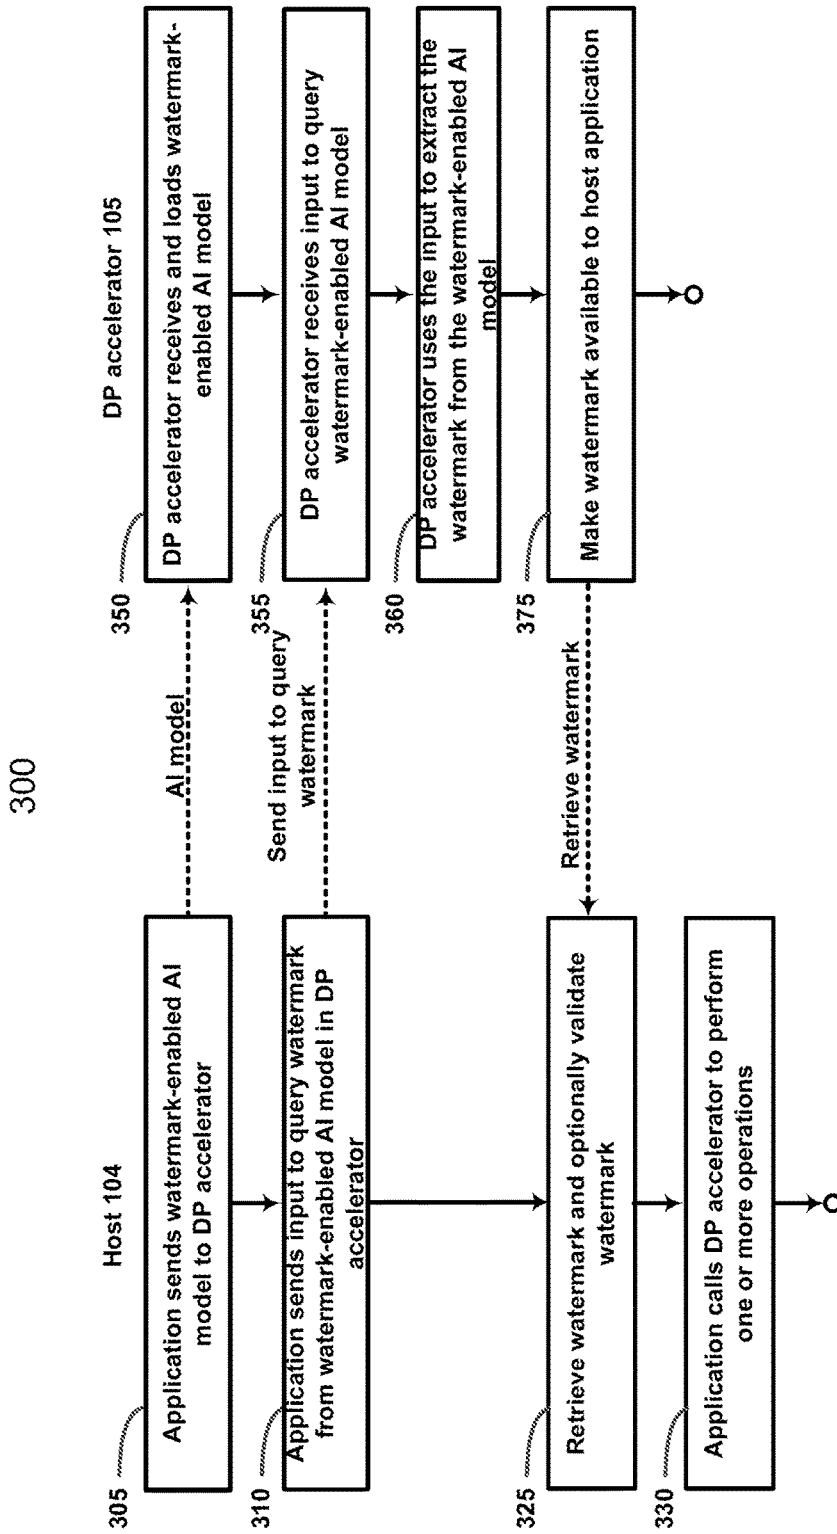 300
Host 104
305
Application sends watermark-enabled AI
model to DP accelerator
310
Application sends input to query watermark
from watermark-enabled AI model in DP
accelerator
325
Retrieve watermark and optionally validate
watermark
330
Application calls DP accelerator to perform
one or more operations
AI model
Send input to query
watermark
Retrieve watermark
DP accelerator 105
350
DP accelerator receives and loads watermark-
enabled AI model
355
DP accelerator receives input to query
watermark-enabled AI model
360
DP accelerator uses the input to extract the
watermark from the watermark-enabled AI
model
375
Make watermark available to host application